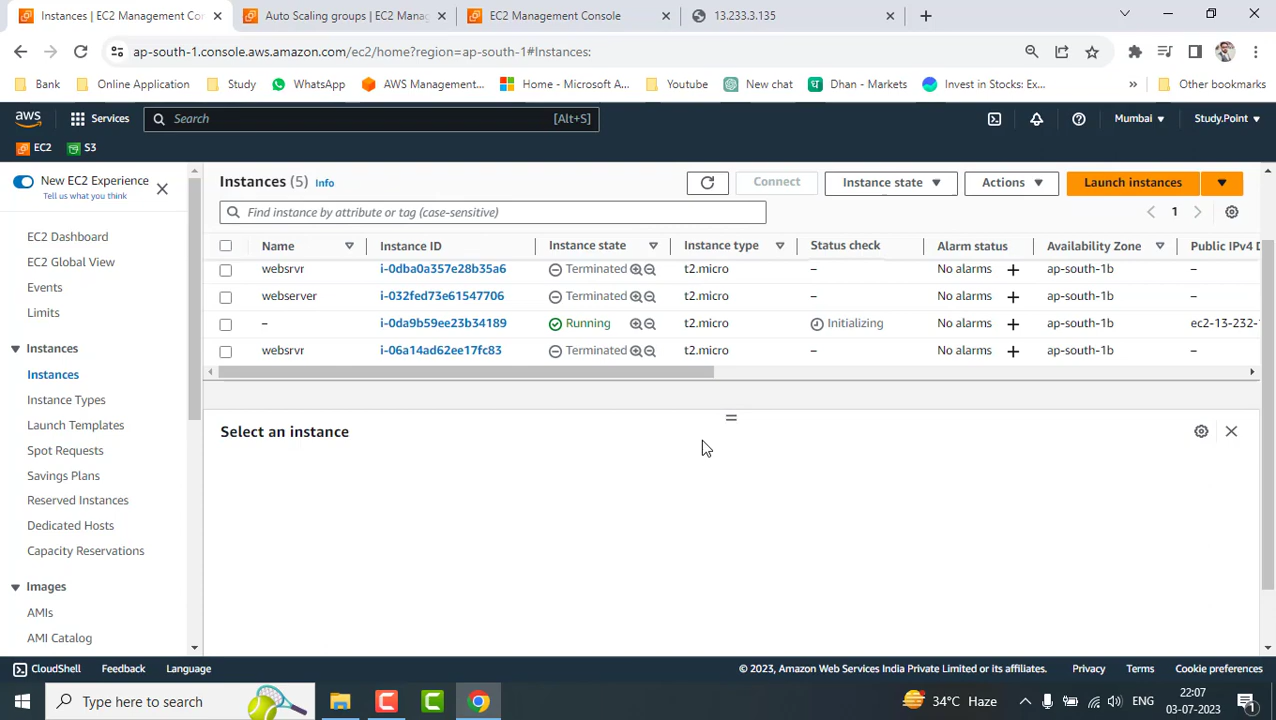 Instances | EC2 Management Con
Auto Scaling groups | EC2 Manag
EC2 Management Console
13.233.3.135
ap-south-1.console.aws.amazon.com/ec2/home?region=ap-south-1#Instances:
Bank
Online Application
Study
WhatsApp
AWS Management...
Home - Microsoft A...
Youtube
New chat
Dhan - Markets
Invest in Stocks: Ex...
Other bookmarks
aws
Services
Search
[Alt+S]
Mumbai
Study.Point
EC2
S3
New EC2 Experience
Tell us what you think
EC2 Dashboard
EC2 Global View
Events
Limits
Instances
Instances
Instance Types
Launch Templates
Spot Requests
Savings Plans
Reserved Instances
Dedicated Hosts
Capacity Reservations
Images
AMIs
AMI Catalog
Instances (5) Info
Connect
Instance state
Actions
Launch instances
Find instance by attribute or tag (case-sensitive)
1
Name Instance ID Instance state Instance type Status check Alarm status Availability Zone Public IPv4 D
websrvr i-0dba0a357e28b35a6 Terminated t2.micro – No alarms + ap-south-1b –
webserver i-032fed73e61547706 Terminated t2.micro – No alarms + ap-south-1b –
– i-0da9b59ee23b34189 Running t2.micro Initializing No alarms + ap-south-1b ec2-13-232-
websrvr i-06a14ad62ee17fc83 Terminated t2.micro – No alarms + ap-south-1b –
Select an instance
CloudShell
Feedback
Language
© 2023, Amazon Web Services India Private Limited or its affiliates.
Privacy
Terms
Cookie preferences
Type here to search
34°C Haze
ENG
22:07
03-07-2023
1